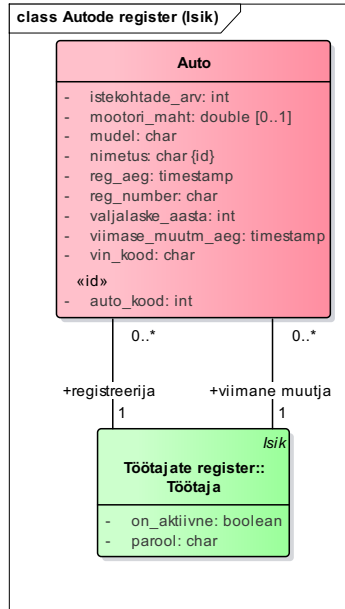 class Autode register (Isik)
Auto
- istekohtade_arv: int
- mootori_maht: double [0..1]
- mudel: char
- nimetus: char {id}
- reg_aeg: timestamp
- reg_number: char
- valjalaske_aasta: int
- viimase_muutm_aeg: timestamp
- vin_kood: char
«id»
- auto_kood: int
0..* 0..*
+registreerija +viimane muutja
1 1
Isik
Töötajate register::
Töötaja
- on_aktiivne: boolean
- parool: char